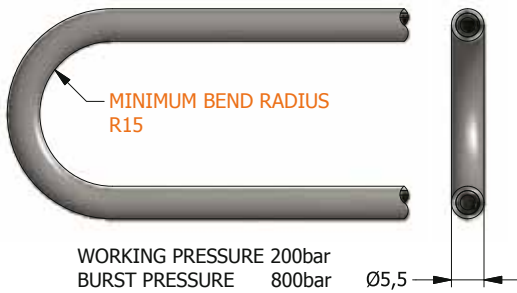 MINIMUM BEND RADIUS
R15
WORKING PRESSURE 200bar
BURST PRESSURE 800bar
Ø5,5